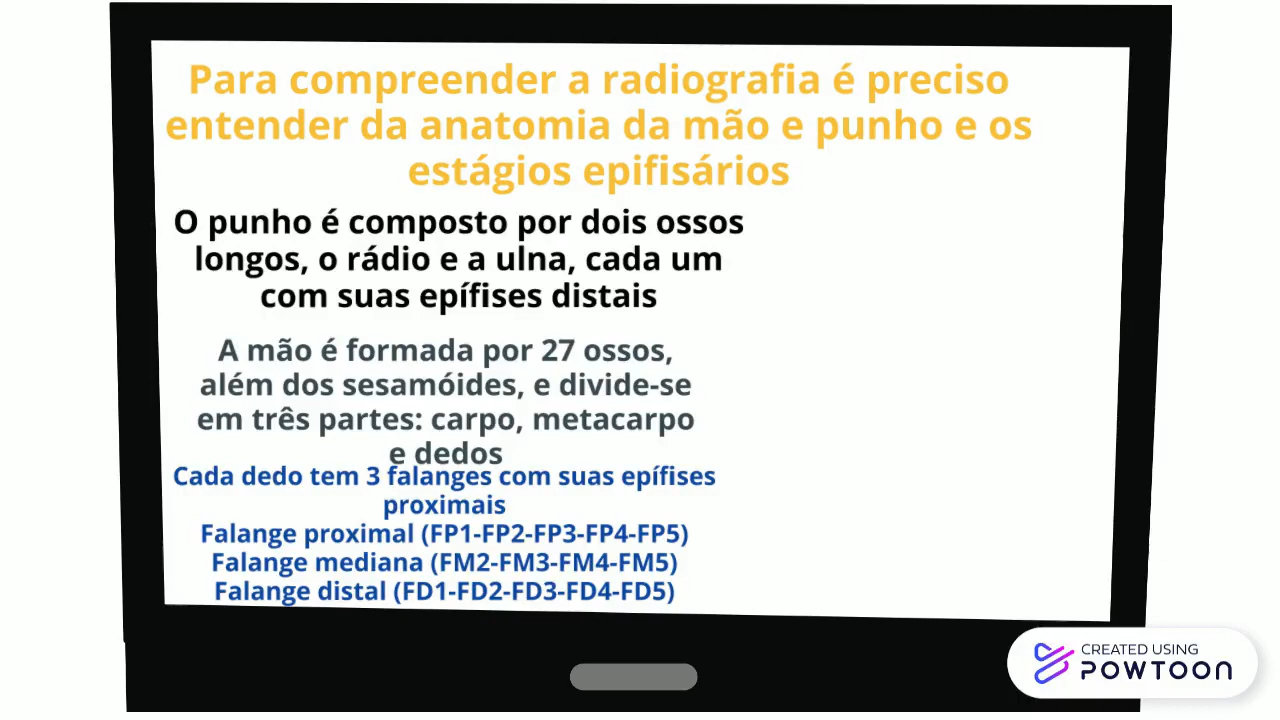 Para compreender a radiografia é preciso
entender da anatomia da mão e punho e os
estágios epifisários
O punho é composto por dois ossos
longos, o rádio e a ulna, cada um
com suas epífises distais
A mão é formada por 27 ossos,
além dos sesamóides, e divide-se
em três partes: carpo, metacarpo
e dedos
Cada dedo tem 3 falanges com suas epífises
proximais
Falange proximal (FP1-FP2-FP3-FP4-FP5)
Falange mediana (FM2-FM3-FM4-FM5)
Falange distal (FD1-FD2-FD3-FD4-FD5)
CREATED USING
POWTOON